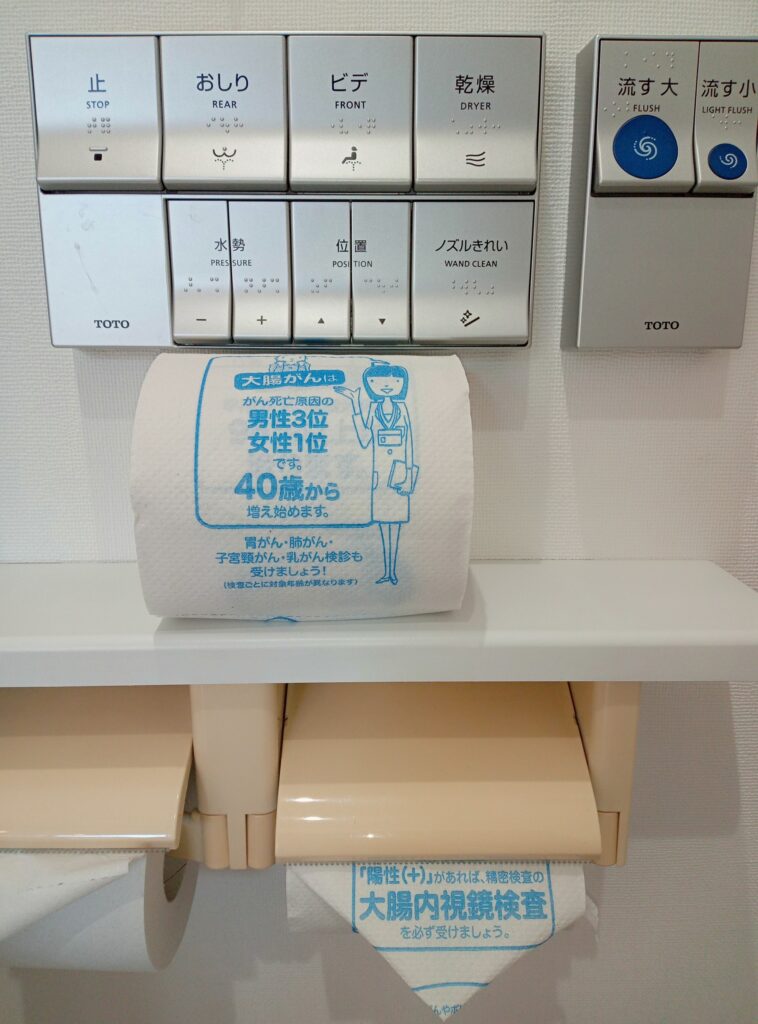 止
STOP
おしり
REAR
ビデ
FRONT
乾燥
DRYER
流す 大
FLUSH
流す 小
LIGHT FLUSH
水勢
PRESSURE
位置
POSITION
ノズルきれい
WAND CLEAN
− +
▲ ▼
TOTO
TOTO
大腸がんは
がん死亡原因の
男性3位
女性1位
です。
40歳から
増え始めます。
胃がん・肺がん・
子宮頸がん・乳がん検診も
受けましょう!
(検査ごとに対象年齢が異なります)
「陽性(+)」があれば、精密検査の
大腸内視鏡検査
を必ず受けましょう。
んやポ